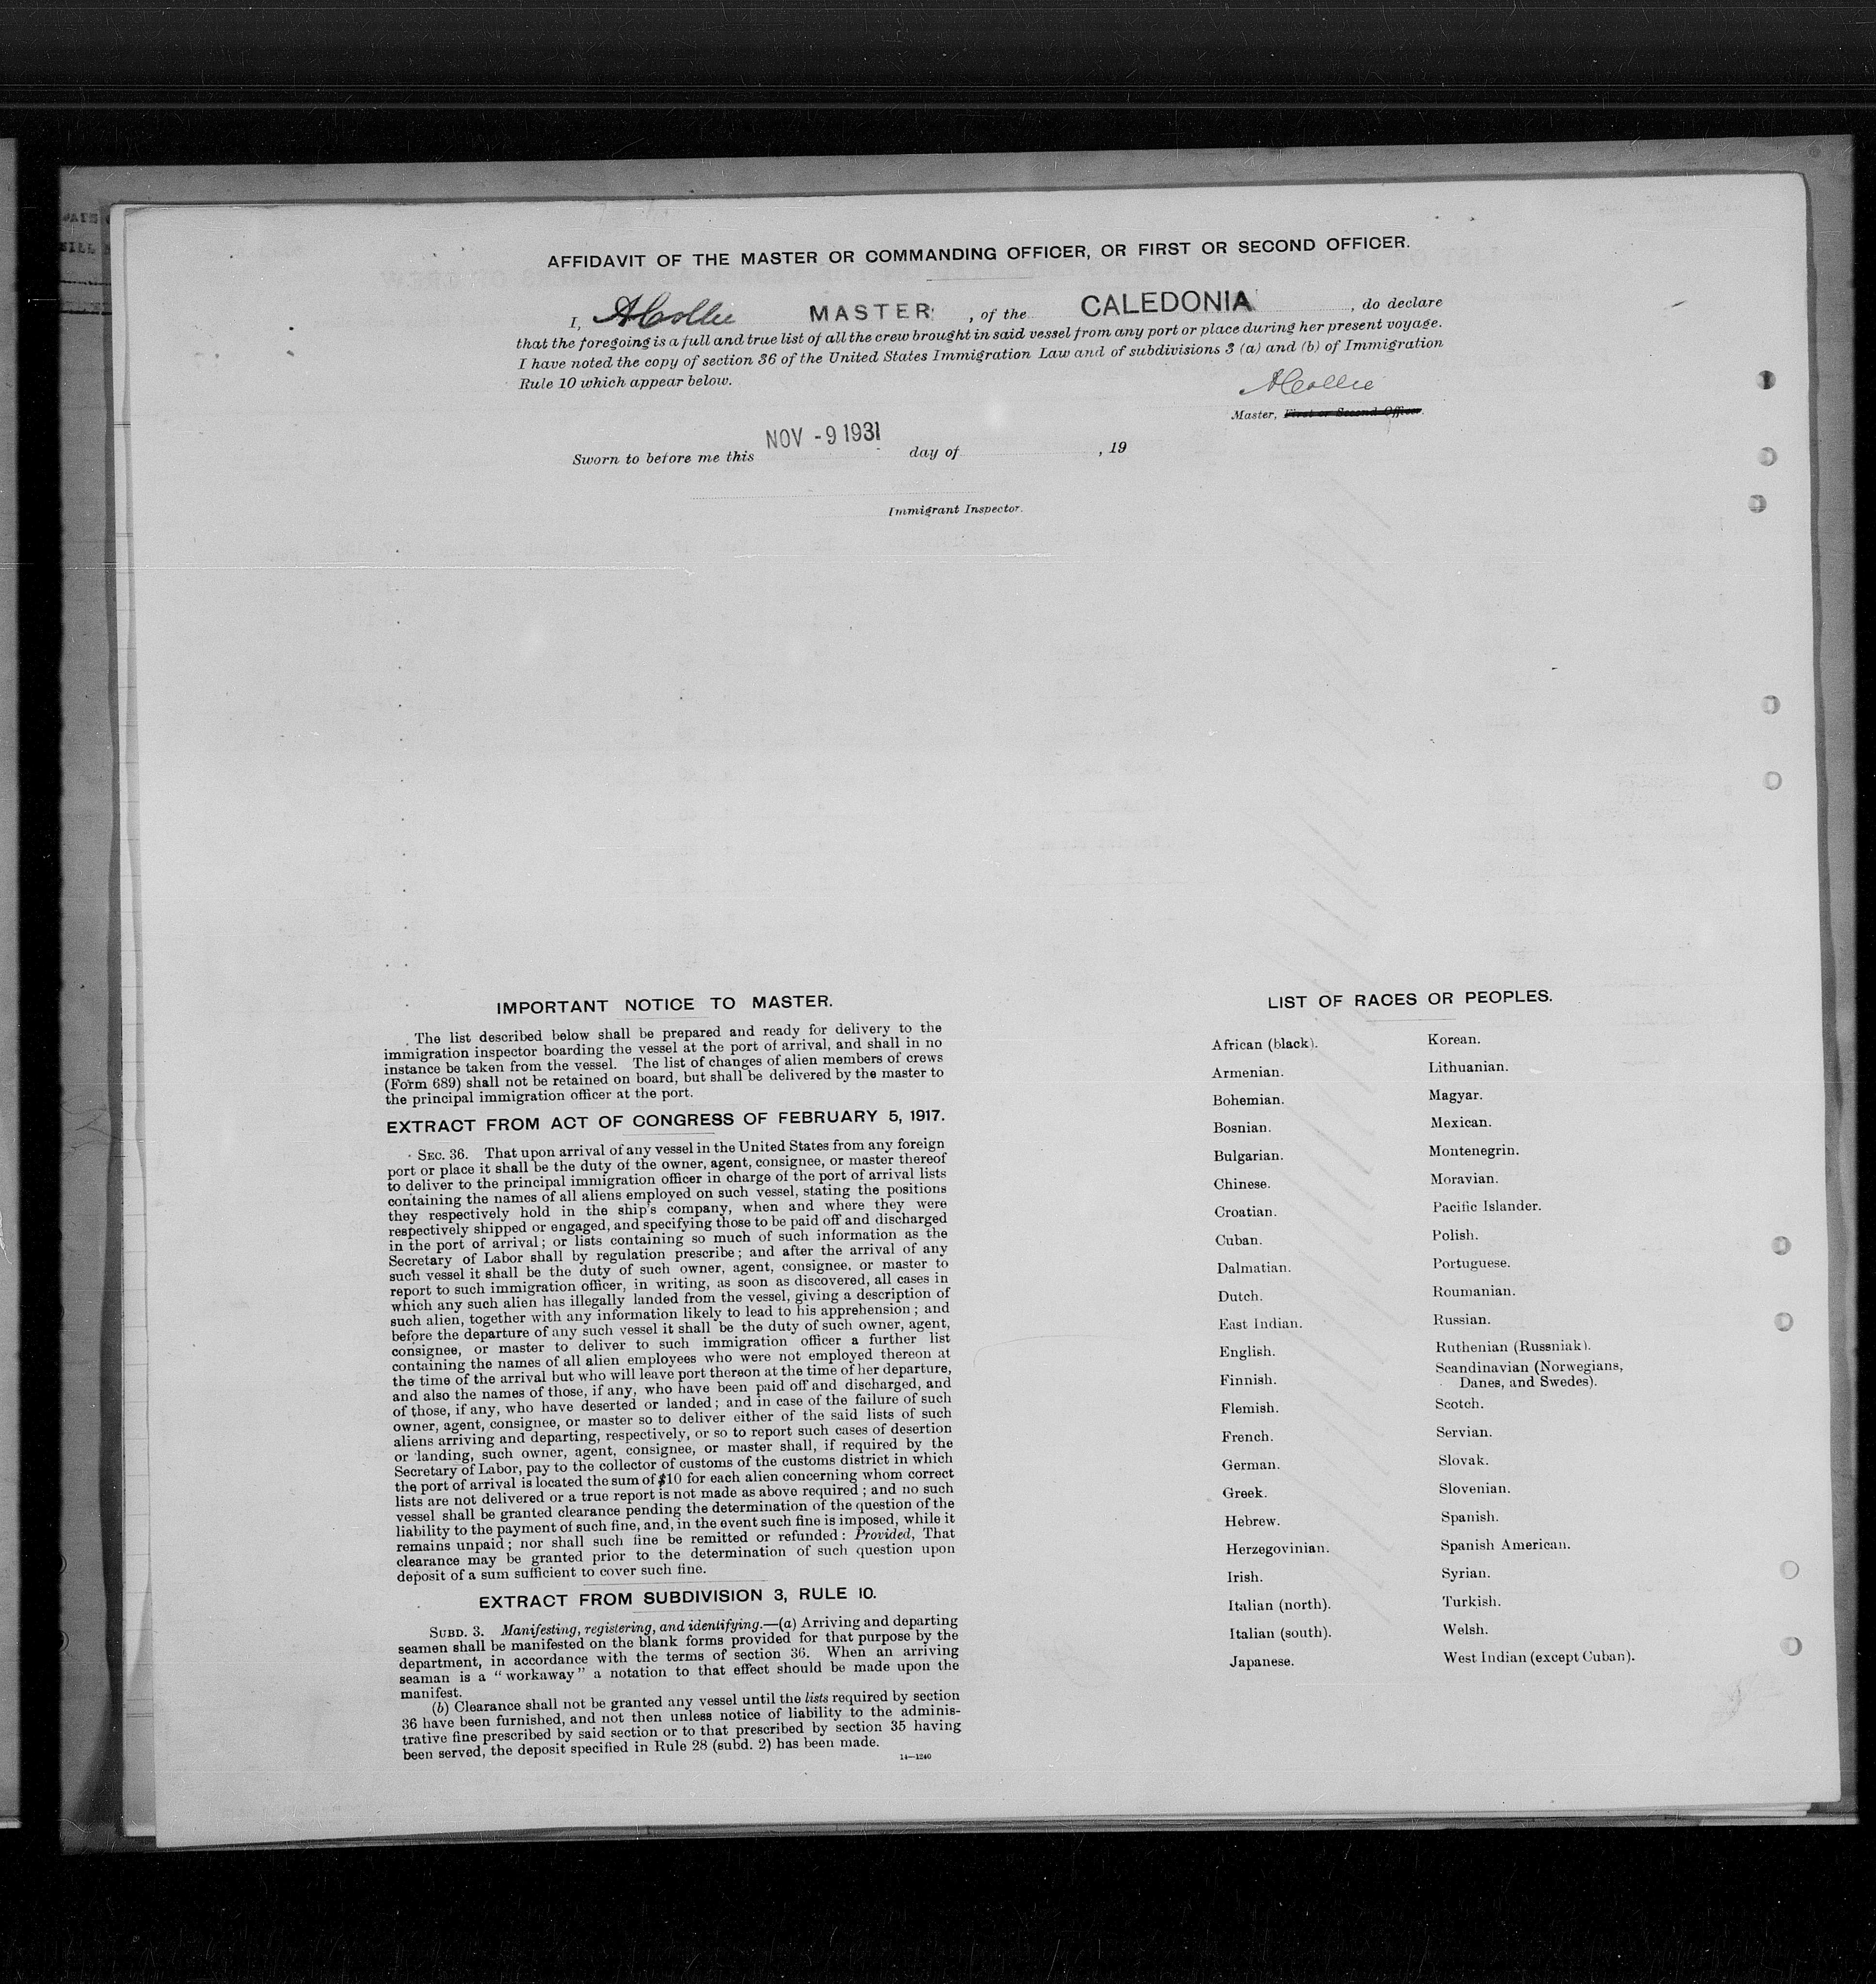 AFFIDAVIT OF THE MASTER OR COMMANDING OFFICER, OR FIRST OR SECOND OFFICER.
I, A Collie MASTER, of the CALEDONIA, do declare
that the foregoing is a full and true list of all the crew brought in said vessel from any port or place during her present voyage.
I have noted the copy of section 36 of the United States Immigration Law and of subdivisions 3 (a) and (b) of Immigration
Rule 10 which appear below.
A Collie
Master, First or Second Officer.
Sworn to before me this NOV -9 1931 day of , 19
Immigrant Inspector.
IMPORTANT NOTICE TO MASTER.
The list described below shall be prepared and ready for delivery to the
immigration inspector boarding the vessel at the port of arrival, and shall in no
instance be taken from the vessel. The list of changes of alien members of crews
(Form 689) shall not be retained on board, but shall be delivered by the master to
the principal immigration officer at the port.
EXTRACT FROM ACT OF CONGRESS OF FEBRUARY 5, 1917.
SEC. 36. That upon arrival of any vessel in the United States from any foreign
port or place it shall be the duty of the owner, agent, consignee, or master thereof
to deliver to the principal immigration officer in charge of the port of arrival lists
containing the names of all aliens employed on such vessel, stating the positions
they respectively hold in the ship's company, when and where they were
respectively shipped or engaged, and specifying those to be paid off and discharged
in the port of arrival; or lists containing so much of such information as the
Secretary of Labor shall by regulation prescribe; and after the arrival of any
such vessel it shall be the duty of such owner, agent, consignee, or master to
report to such immigration officer, in writing, as soon as discovered, all cases in
which any such alien has illegally landed from the vessel, giving a description of
such alien, together with any information likely to lead to his apprehension; and
before the departure of any such vessel it shall be the duty of such owner, agent,
consignee, or master to deliver to such immigration officer a further list
containing the names of all alien employees who were not employed thereon at
the time of the arrival but who will leave port thereon at the time of her departure,
and also the names of those, if any, who have been paid off and discharged, and
of those, if any, who have deserted or landed; and in case of the failure of such
owner, agent, consignee, or master so to deliver either of the said lists of such
aliens arriving and departing, respectively, or so to report such cases of desertion
or landing, such owner, agent, consignee, or master shall, if required by the
Secretary of Labor, pay to the collector of customs of the customs district in which
the port of arrival is located the sum of $10 for each alien concerning whom correct
lists are not delivered or a true report is not made as above required; and no such
vessel shall be granted clearance pending the determination of the question of the
liability to the payment of such fine, and, in the event such fine is imposed, while it
remains unpaid; nor shall such fine be remitted or refunded: Provided, That
clearance may be granted prior to the determination of such question upon
deposit of a sum sufficient to cover such fine.
EXTRACT FROM SUBDIVISION 3, RULE 10.
SUBD. 3. Manifesting, registering, and identifying.—(a) Arriving and departing
seamen shall be manifested on the blank forms provided for that purpose by the
department, in accordance with the terms of section 36. When an arriving
seaman is a "workaway" a notation to that effect should be made upon the
manifest.
(b) Clearance shall not be granted any vessel until the lists required by section
36 have been furnished, and not then unless notice of liability to the adminis-
trative fine prescribed by said section or to that prescribed by section 35 having
been served, the deposit specified in Rule 28 (subd. 2) has been made.
14—1240
LIST OF RACES OR PEOPLES.
African (black).
Armenian.
Bohemian.
Bosnian.
Bulgarian.
Chinese.
Croatian.
Cuban.
Dalmatian.
Dutch.
East Indian.
English.
Finnish.
Flemish.
French.
German.
Greek.
Hebrew.
Herzegovinian.
Irish.
Italian (north).
Italian (south).
Japanese.
Korean.
Lithuanian.
Magyar.
Mexican.
Montenegrin.
Moravian.
Pacific Islander.
Polish.
Portuguese.
Roumanian.
Russian.
Ruthenian (Russniak).
Scandinavian (Norwegians,
Danes, and Swedes).
Scotch.
Servian.
Slovak.
Slovenian.
Spanish.
Spanish American.
Syrian.
Turkish.
Welsh.
West Indian (except Cuban).